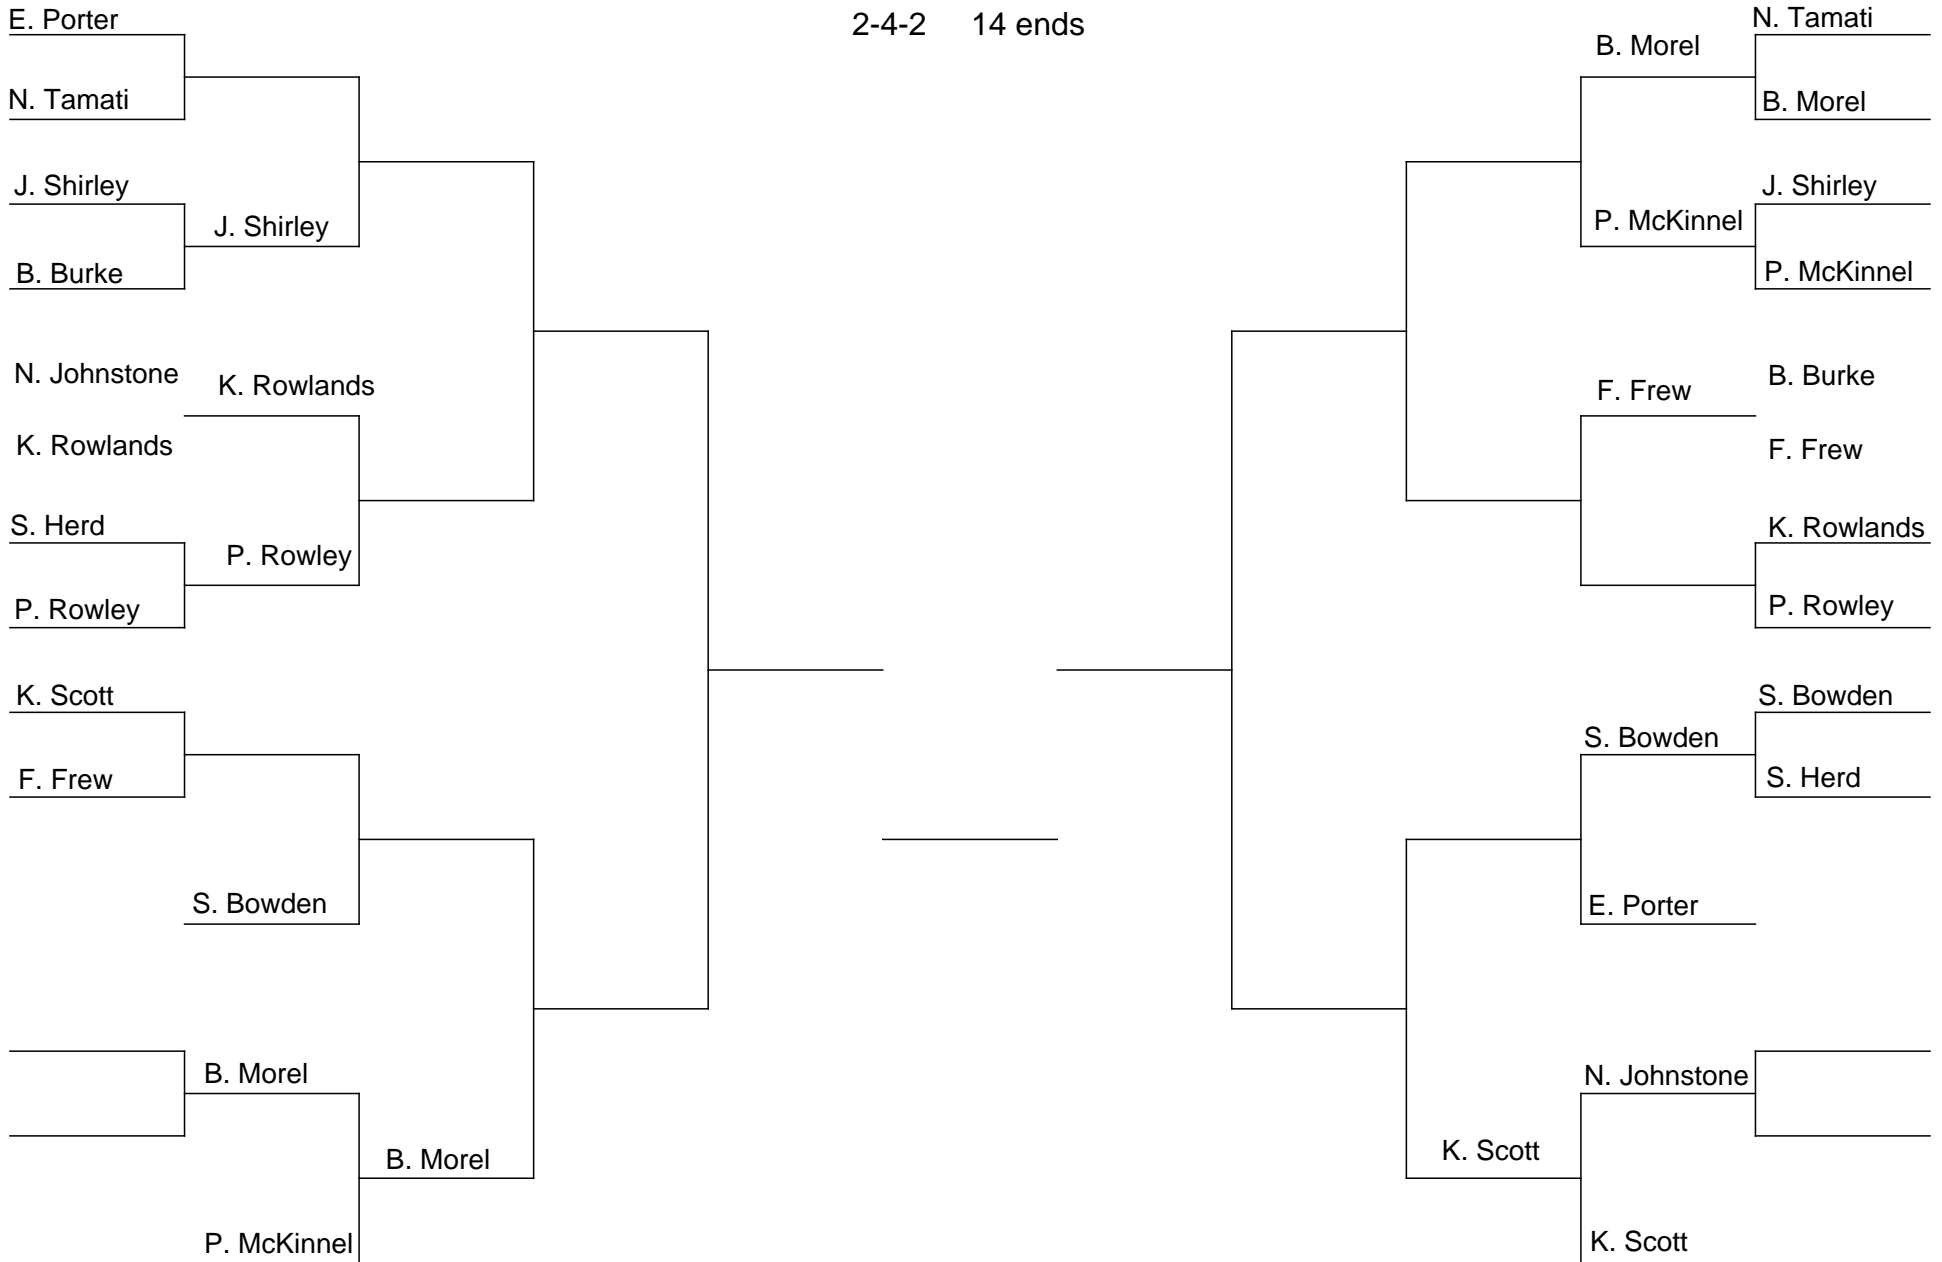 2-4-2 14 ends
E. Porter
N. Tamati
J. Shirley
J. Shirley
B. Burke
N. Johnstone
K. Rowlands
K. Rowlands
S. Herd
P. Rowley
P. Rowley
K. Scott
F. Frew
S. Bowden
B. Morel
B. Morel
P. McKinnel
N. Tamati
B. Morel
B. Morel
J. Shirley
P. McKinnel
P. McKinnel
B. Burke
F. Frew
F. Frew
K. Rowlands
P. Rowley
S. Bowden
S. Bowden
S. Herd
E. Porter
N. Johnstone
K. Scott
K. Scott